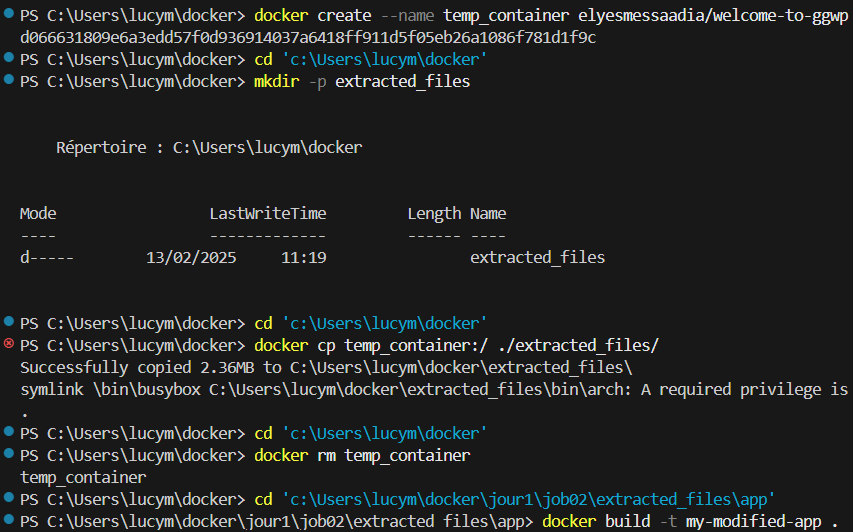 PS C:\Users\lucym\docker> docker create --name temp_container elyesmessaadia/welcome-to-ggwp
d066631809e6a3edd57f0d936914037a6418ff911d5f05eb26a1086f781d1f9c
PS C:\Users\lucym\docker> cd 'c:\Users\lucym\docker'
PS C:\Users\lucym\docker> mkdir -p extracted_files
Répertoire : C:\Users\lucym\docker
Mode LastWriteTime Length Name
---- ------------- ------ ----
d----- 13/02/2025 11:19 extracted_files
PS C:\Users\lucym\docker> cd 'c:\Users\lucym\docker'
PS C:\Users\lucym\docker> docker cp temp_container:/ ./extracted_files/
Successfully copied 2.36MB to C:\Users\lucym\docker\extracted_files\
symlink \bin\busybox C:\Users\lucym\docker\extracted_files\bin\arch: A required privilege is
.
PS C:\Users\lucym\docker> cd 'c:\Users\lucym\docker'
PS C:\Users\lucym\docker> docker rm temp_container
temp_container
PS C:\Users\lucym\docker> cd 'c:\Users\lucym\docker\jour1\job02\extracted_files\app'
PS C:\Users\lucym\docker\jour1\job02\extracted_files\app> docker build -t my-modified-app .